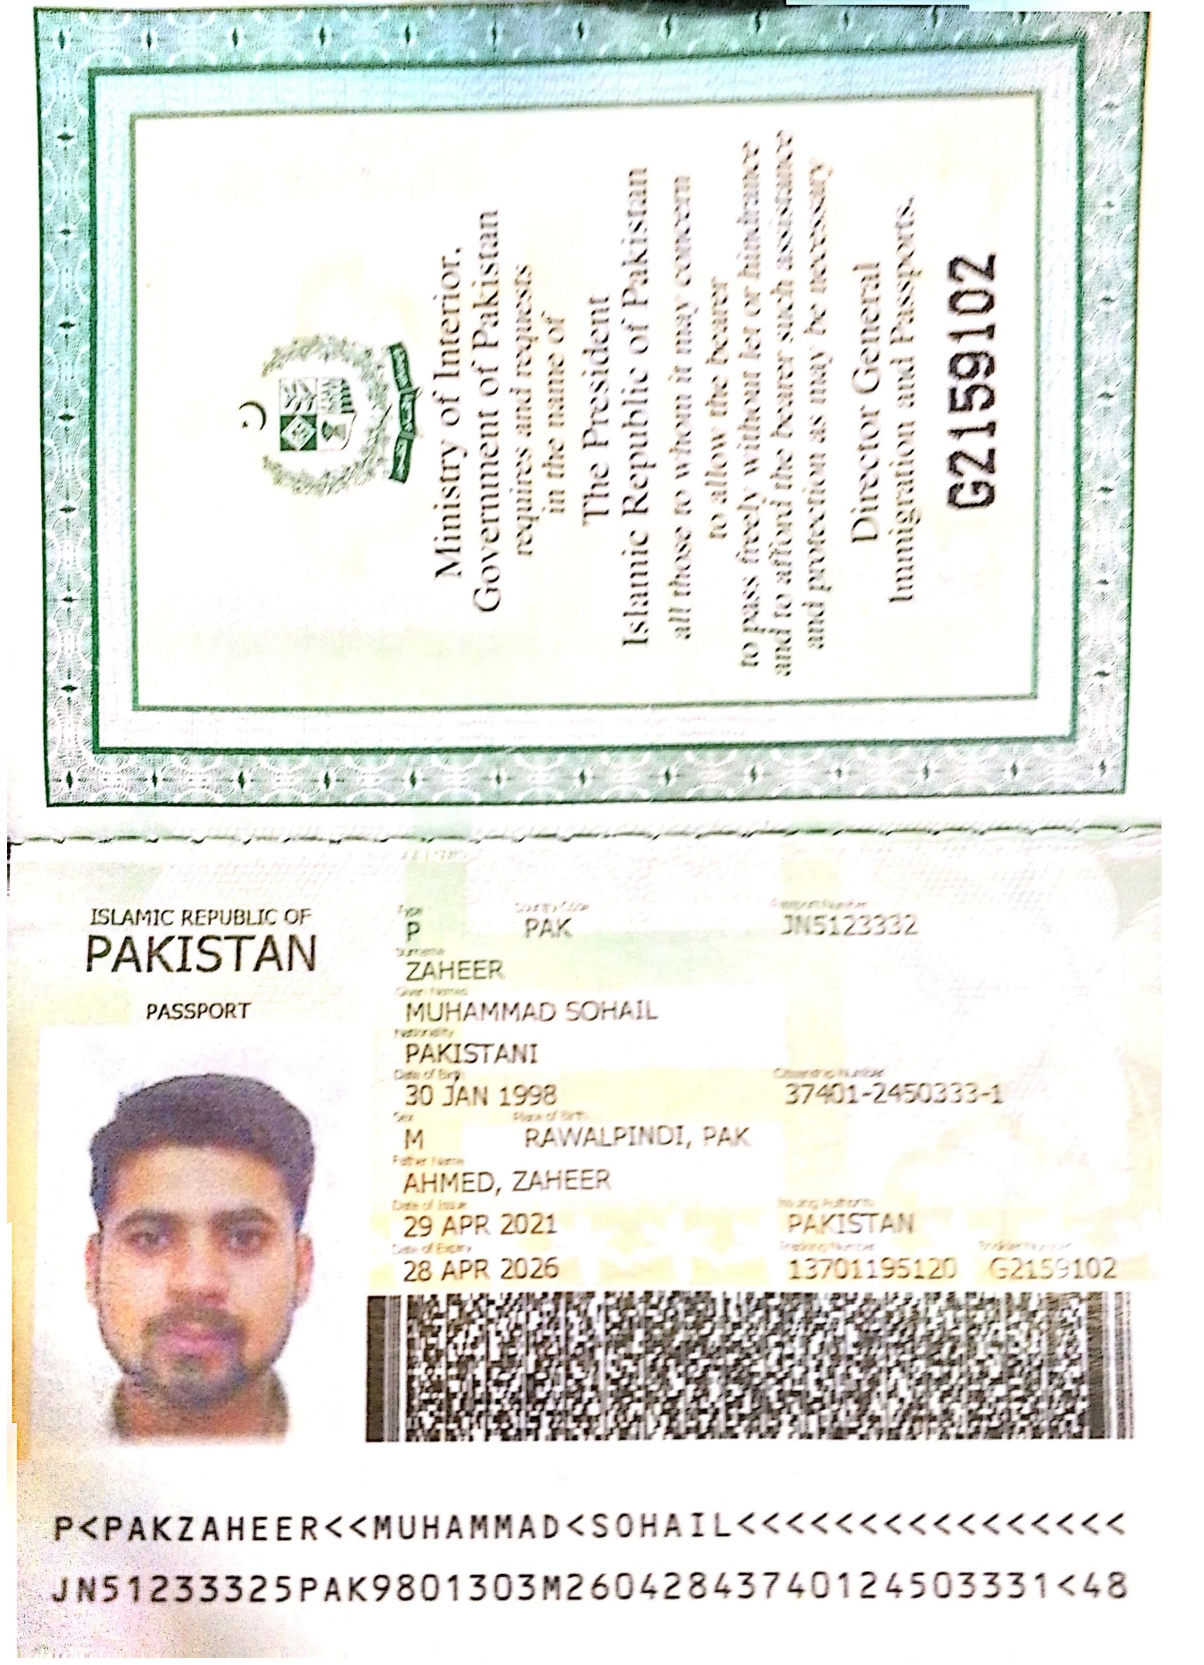 Ministry of Interior,
Government of Pakistan
requires and requests
in the name of
The President
Islamic Republic of Pakistan
all those to whom it may concern
to allow the bearer
to pass freely without let or hindrance
and to afford the bearer such assistance
and protection as may be necessary
Director General
Immigration and Passports.
G2159102
ISLAMIC REPUBLIC OF
PAKISTAN
PASSPORT
Type Country Code Passport Number
P PAK JN5123332
Surname
ZAHEER
Given Names
MUHAMMAD SOHAIL
Nationality
PAKISTANI
Date of Birth Citizenship Number
30 JAN 1998 37401-2450333-1
Sex Place of Birth
M RAWALPINDI, PAK
Father Name
AHMED, ZAHEER
Date of Issue Issuing Authority
29 APR 2021 PAKISTAN
Date of Expiry Tracking Number Booklet Number
28 APR 2026 13701195120 G2159102
P<PAKZAHEER<<MUHAMMAD<SOHAIL<<<<<<<<<<<<<<<<
JN51233325PAK9801303M26042843740124503331<48